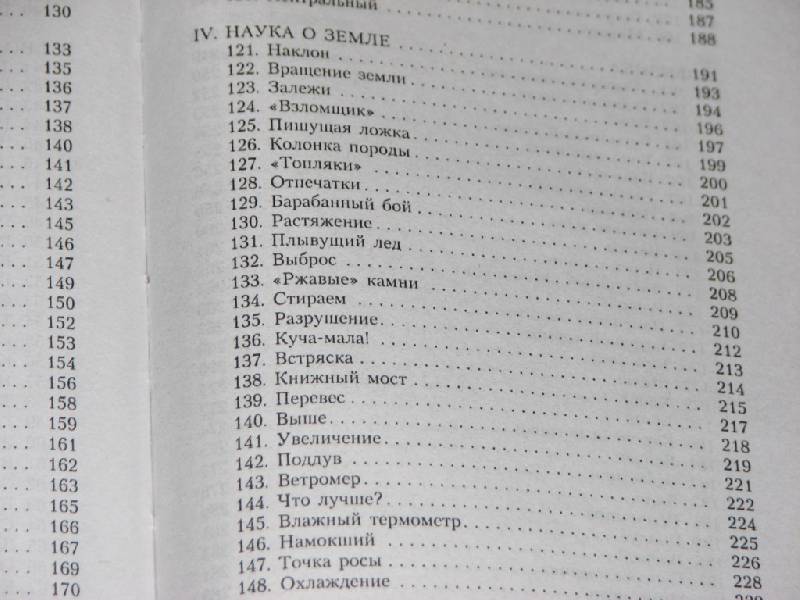 130
133
135
136
137
138
140
141
142
143
145
146
147
149
150
152
153
154
156
158
159
161
162
163
165
166
167
169
170
185
187
188
IV. НАУКА О ЗЕМЛЕ
121. Наклон 191
122. Вращение земли 193
123. Залежи 194
124. «Взломщик» 196
125. Пишущая ложка 197
126. Колонка породы 199
127. «Топляки» 200
128. Отпечатки 201
129. Барабанный бой 202
130. Растяжение 203
131. Плывущий лед 205
132. Выброс 206
133. «Ржавые» камни 208
134. Стираем 209
135. Разрушение 210
136. Куча-мала! 212
137. Встряска 213
138. Книжный мост 214
139. Перевес 215
140. Выше 217
141. Увеличение 218
142. Поддув 219
143. Ветромер 221
144. Что лучше? 222
145. Влажный термометр 224
146. Намокший 225
147. Точка росы 226
148. Охлаждение 228